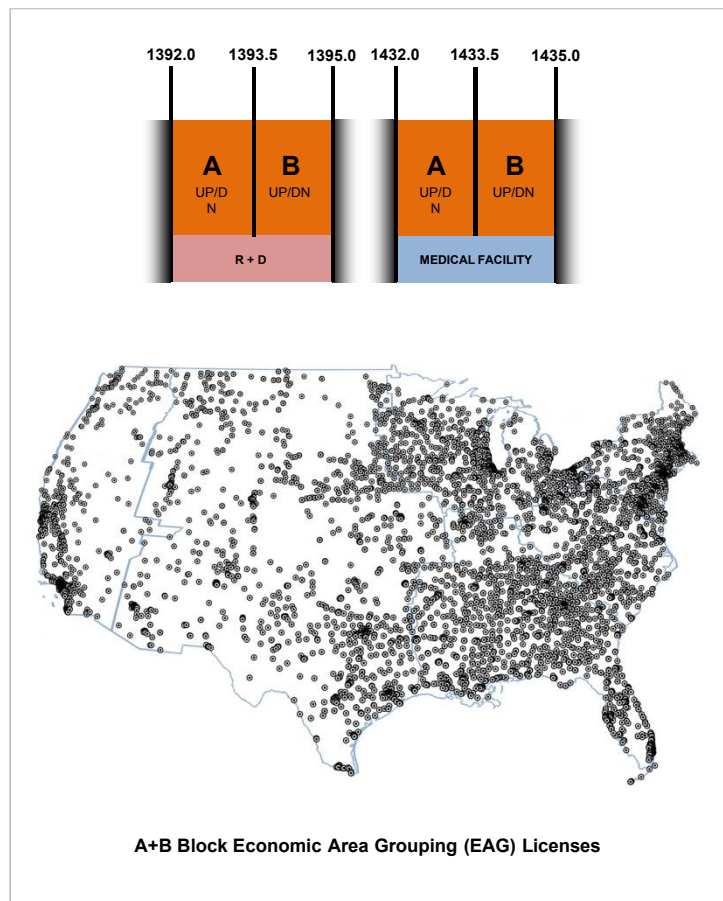 1392.0 1393.5 1395.0 1432.0 1433.5 1435.0
A B A B
UP/D UP/DN UP/D UP/DN
N N
R + D MEDICAL FACILITY
A+B Block Economic Area Grouping (EAG) Licenses